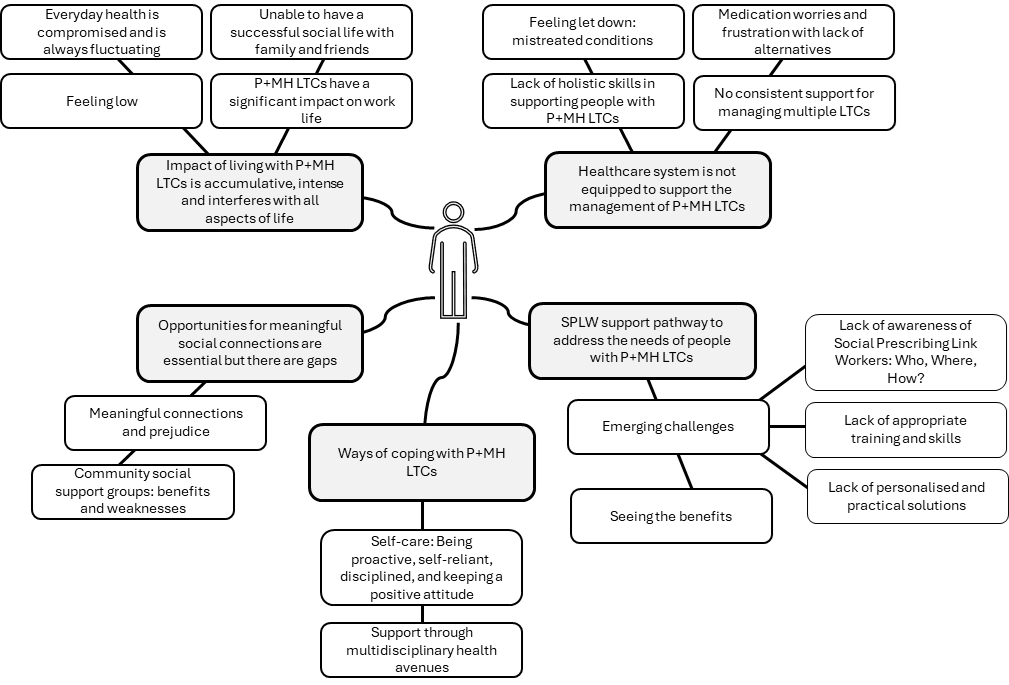 Everyday health is
compromised and is
always fluctuating
Unable to have a
successful social life with
family and friends
Feeling let down:
mistreated conditions
Medication worries and
frustration with lack of
alternatives
Feeling low
P+MH LTCs have a
significant impact on work
life
Lack of holistic skills in
supporting people with
P+MH LTCs
No consistent support for
managing multiple LTCs
Impact of living with P+MH
LTCs is accumulative, intense
and interferes with all
aspects of life
Healthcare system is not
equipped to support the
management of P+MH LTCs
Opportunities for meaningful
social connections are
essential but there are gaps
SPLW support pathway to
address the needs of people
with P+MH LTCs
Lack of awareness of
Social Prescribing Link
Workers: Who, Where,
How?
Meaningful connections
and prejudice
Emerging challenges
Lack of appropriate
training and skills
Community social
support groups: benefits
and weaknesses
Ways of coping with P+MH
LTCs
Lack of personalised and
practical solutions
Seeing the benefits
Self-care: Being
proactive, self-reliant,
disciplined, and keeping a
positive attitude
Support through
multidisciplinary health
avenues